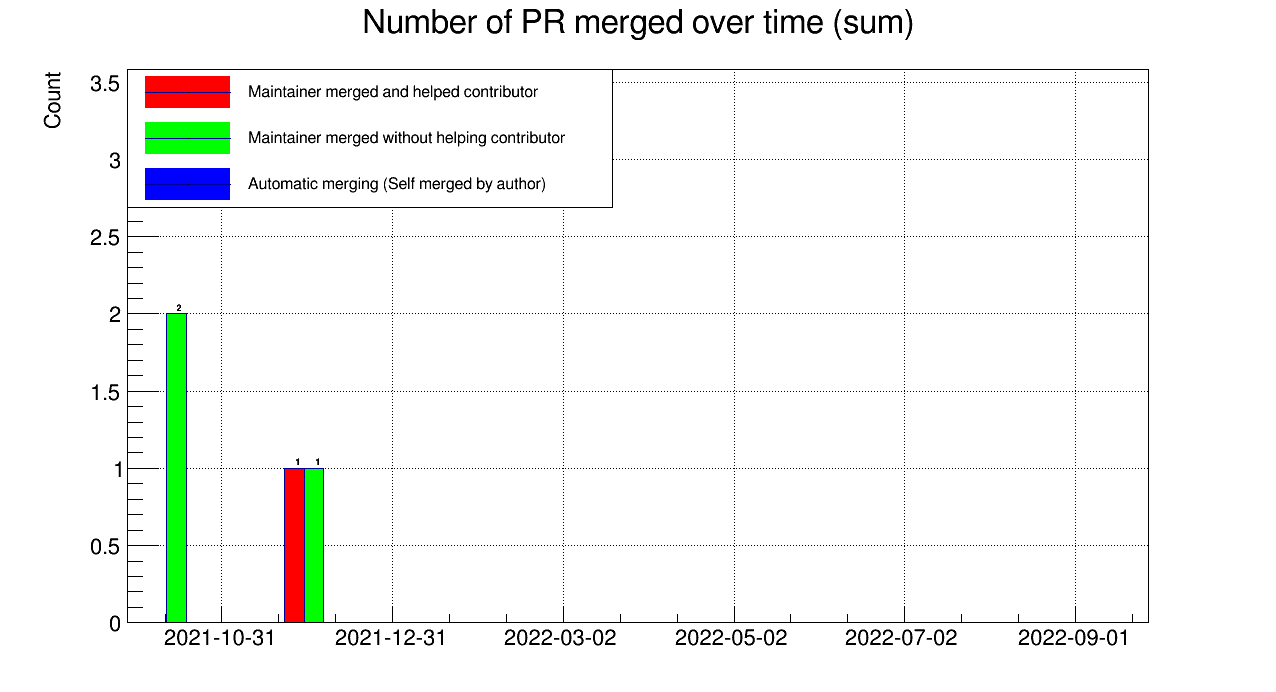 Number of PR merged over time (sum)
Count
Maintainer merged and helped contributor
Maintainer merged without helping contributor
Automatic merging (Self merged by author)
3.5
3
2.5
2
1.5
1
0.5
0
2
1 1
2021-10-31 2021-12-31 2022-03-02 2022-05-02 2022-07-02 2022-09-01